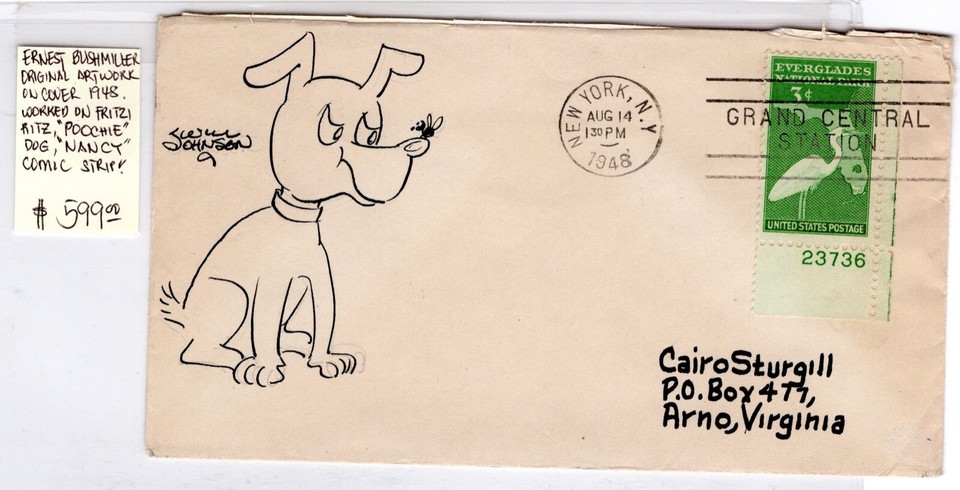 ERNEST BUSHMILLER
ORIGINAL ARTWORK
ON COVER 1948.
WORKED ON FRITZI
RITZ, "POOCHIE"
DOG, "NANCY"
COMIC STRIP!
$ 599.00
JOHNSON
9
NEW YORK, N.Y
AUG 14
1 30 PM
1948
EVERGLADES
NATIONAL PARK
3¢
UNITED STATES POSTAGE
GRAND CENTRAL
STATION
23736
Cairo Sturgill
P.O. Box 477,
Arno, Virginia